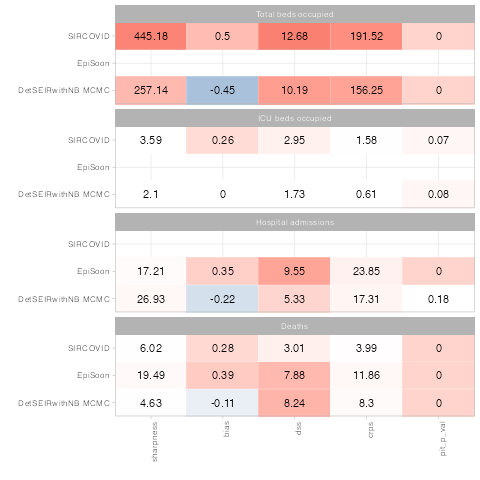 Total beds occupied
SIRCOVID 445.18 0.5 12.68 191.52 0
EpiSoon
DetSEIRwithNB MCMC 257.14 -0.45 10.19 156.25 0
ICU beds occupied
SIRCOVID 3.59 0.26 2.95 1.58 0.07
EpiSoon
DetSEIRwithNB MCMC 2.1 0 1.73 0.61 0.08
Hospital admissions
SIRCOVID
EpiSoon 17.21 0.35 9.55 23.85 0
DetSEIRwithNB MCMC 26.93 -0.22 5.33 17.31 0.18
Deaths
SIRCOVID 6.02 0.28 3.01 3.99 0
EpiSoon 19.49 0.39 7.88 11.86 0
DetSEIRwithNB MCMC 4.63 -0.11 8.24 8.3 0
sharpness bias dss crps pit_p_val